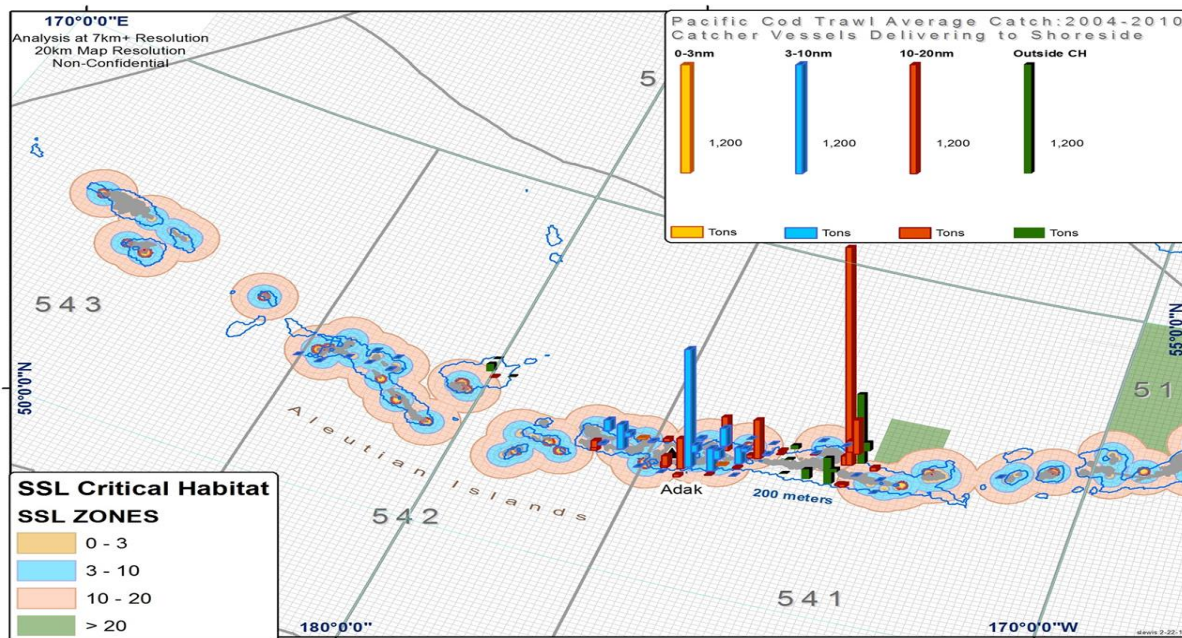 170°0'0"E
Analysis at 7km+ Resolution
20km Map Resolution
Non-Confidential
Pacific Cod Trawl Average Catch:2004-2010
Catcher Vessels Delivering to Shoreside
0-3nm 3-10nm 10-20nm Outside CH
1,200 1,200 1,200 1,200
Tons Tons Tons Tons
5
543
50°0'0"N
55°0'0"N
51
Aleutian Islands
Adak
200 meters
542
541
SSL Critical Habitat
SSL ZONES
0 - 3
3 - 10
10 - 20
> 20
180°0'0"
170°0'0"W